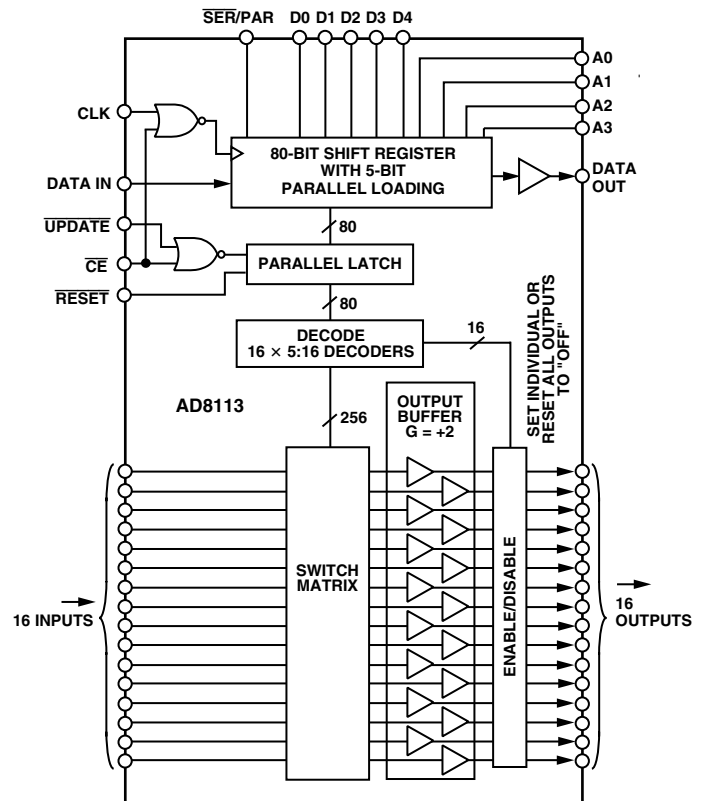 SER/PAR D0 D1 D2 D3 D4
A0
A1
A2
A3
CLK
80-BIT SHIFT REGISTER
WITH 5-BIT
PARALLEL LOADING
DATA IN
DATA
OUT
UPDATE
80
CE
PARALLEL LATCH
RESET
80
DECODE
16 × 5:16 DECODERS
16
SET INDIVIDUAL OR
RESET ALL OUTPUTS
TO "OFF"
AD8113
256
OUTPUT
BUFFER
G = +2
SWITCH
MATRIX
ENABLE/DISABLE
16 INPUTS
16
OUTPUTS